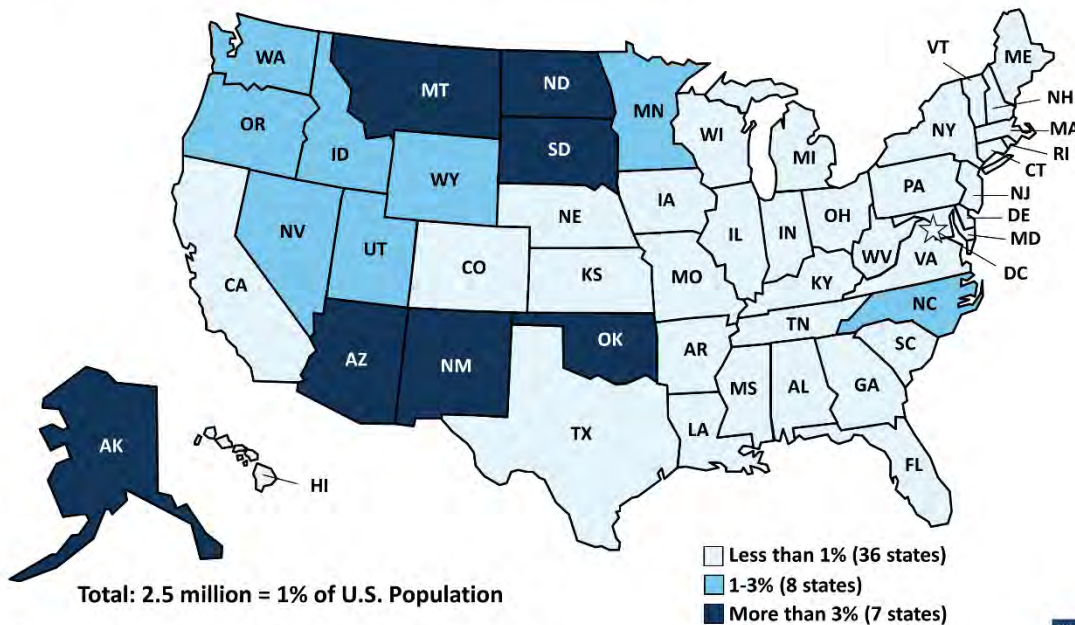 WA
MT
ND
MN
VT
ME
OR
ID
SD
WI
NH
MA
NY
RI
CT
WY
MI
PA
NJ
IA
NE
OH
DE
NV
UT
IL
IN
MD
CA
CO
KS
MO
WV
VA
DC
KY
NC
TN
AZ
NM
OK
AR
SC
MS
AL
GA
TX
LA
AK
HI
FL
Less than 1% (36 states)
1-3% (8 states)
Total: 2.5 million = 1% of U.S. Population
More than 3% (7 states)